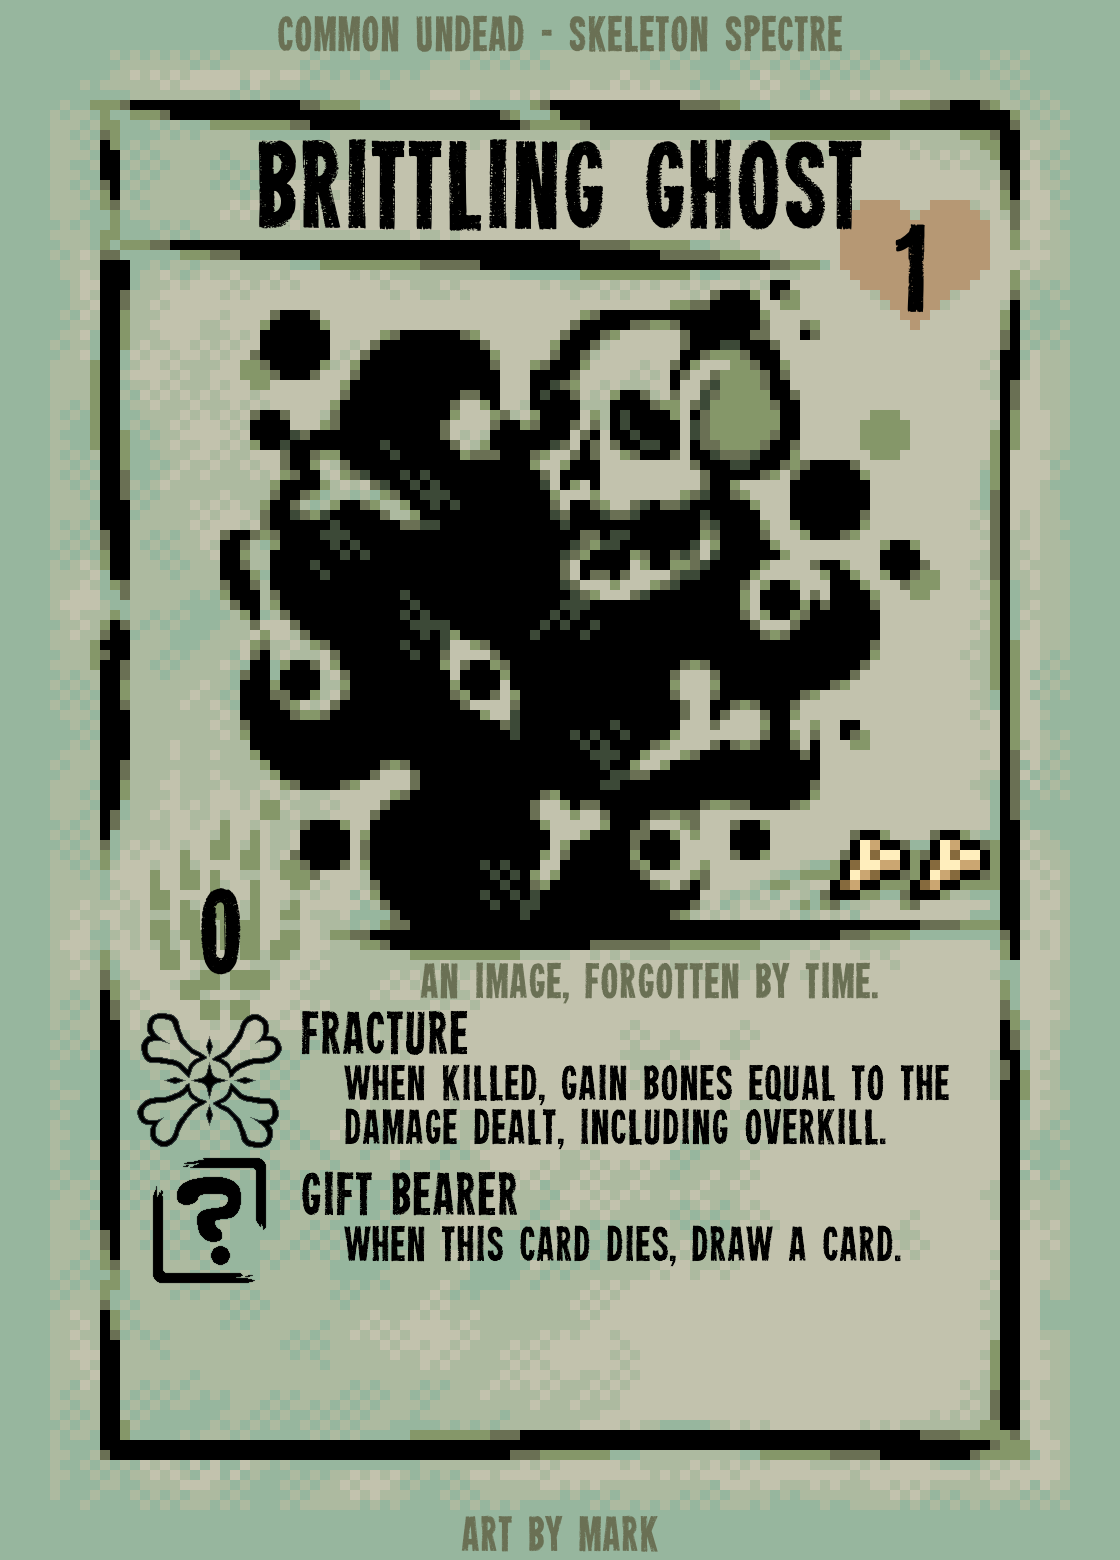 COMMON UNDEAD - SKELETON SPECTRE
BRITTLING GHOST
1
0
AN IMAGE, FORGOTTEN BY TIME.
FRACTURE
WHEN KILLED, GAIN BONES EQUAL TO THE
DAMAGE DEALT, INCLUDING OVERKILL.
?
GIFT BEARER
WHEN THIS CARD DIES, DRAW A CARD.
ART BY MARK